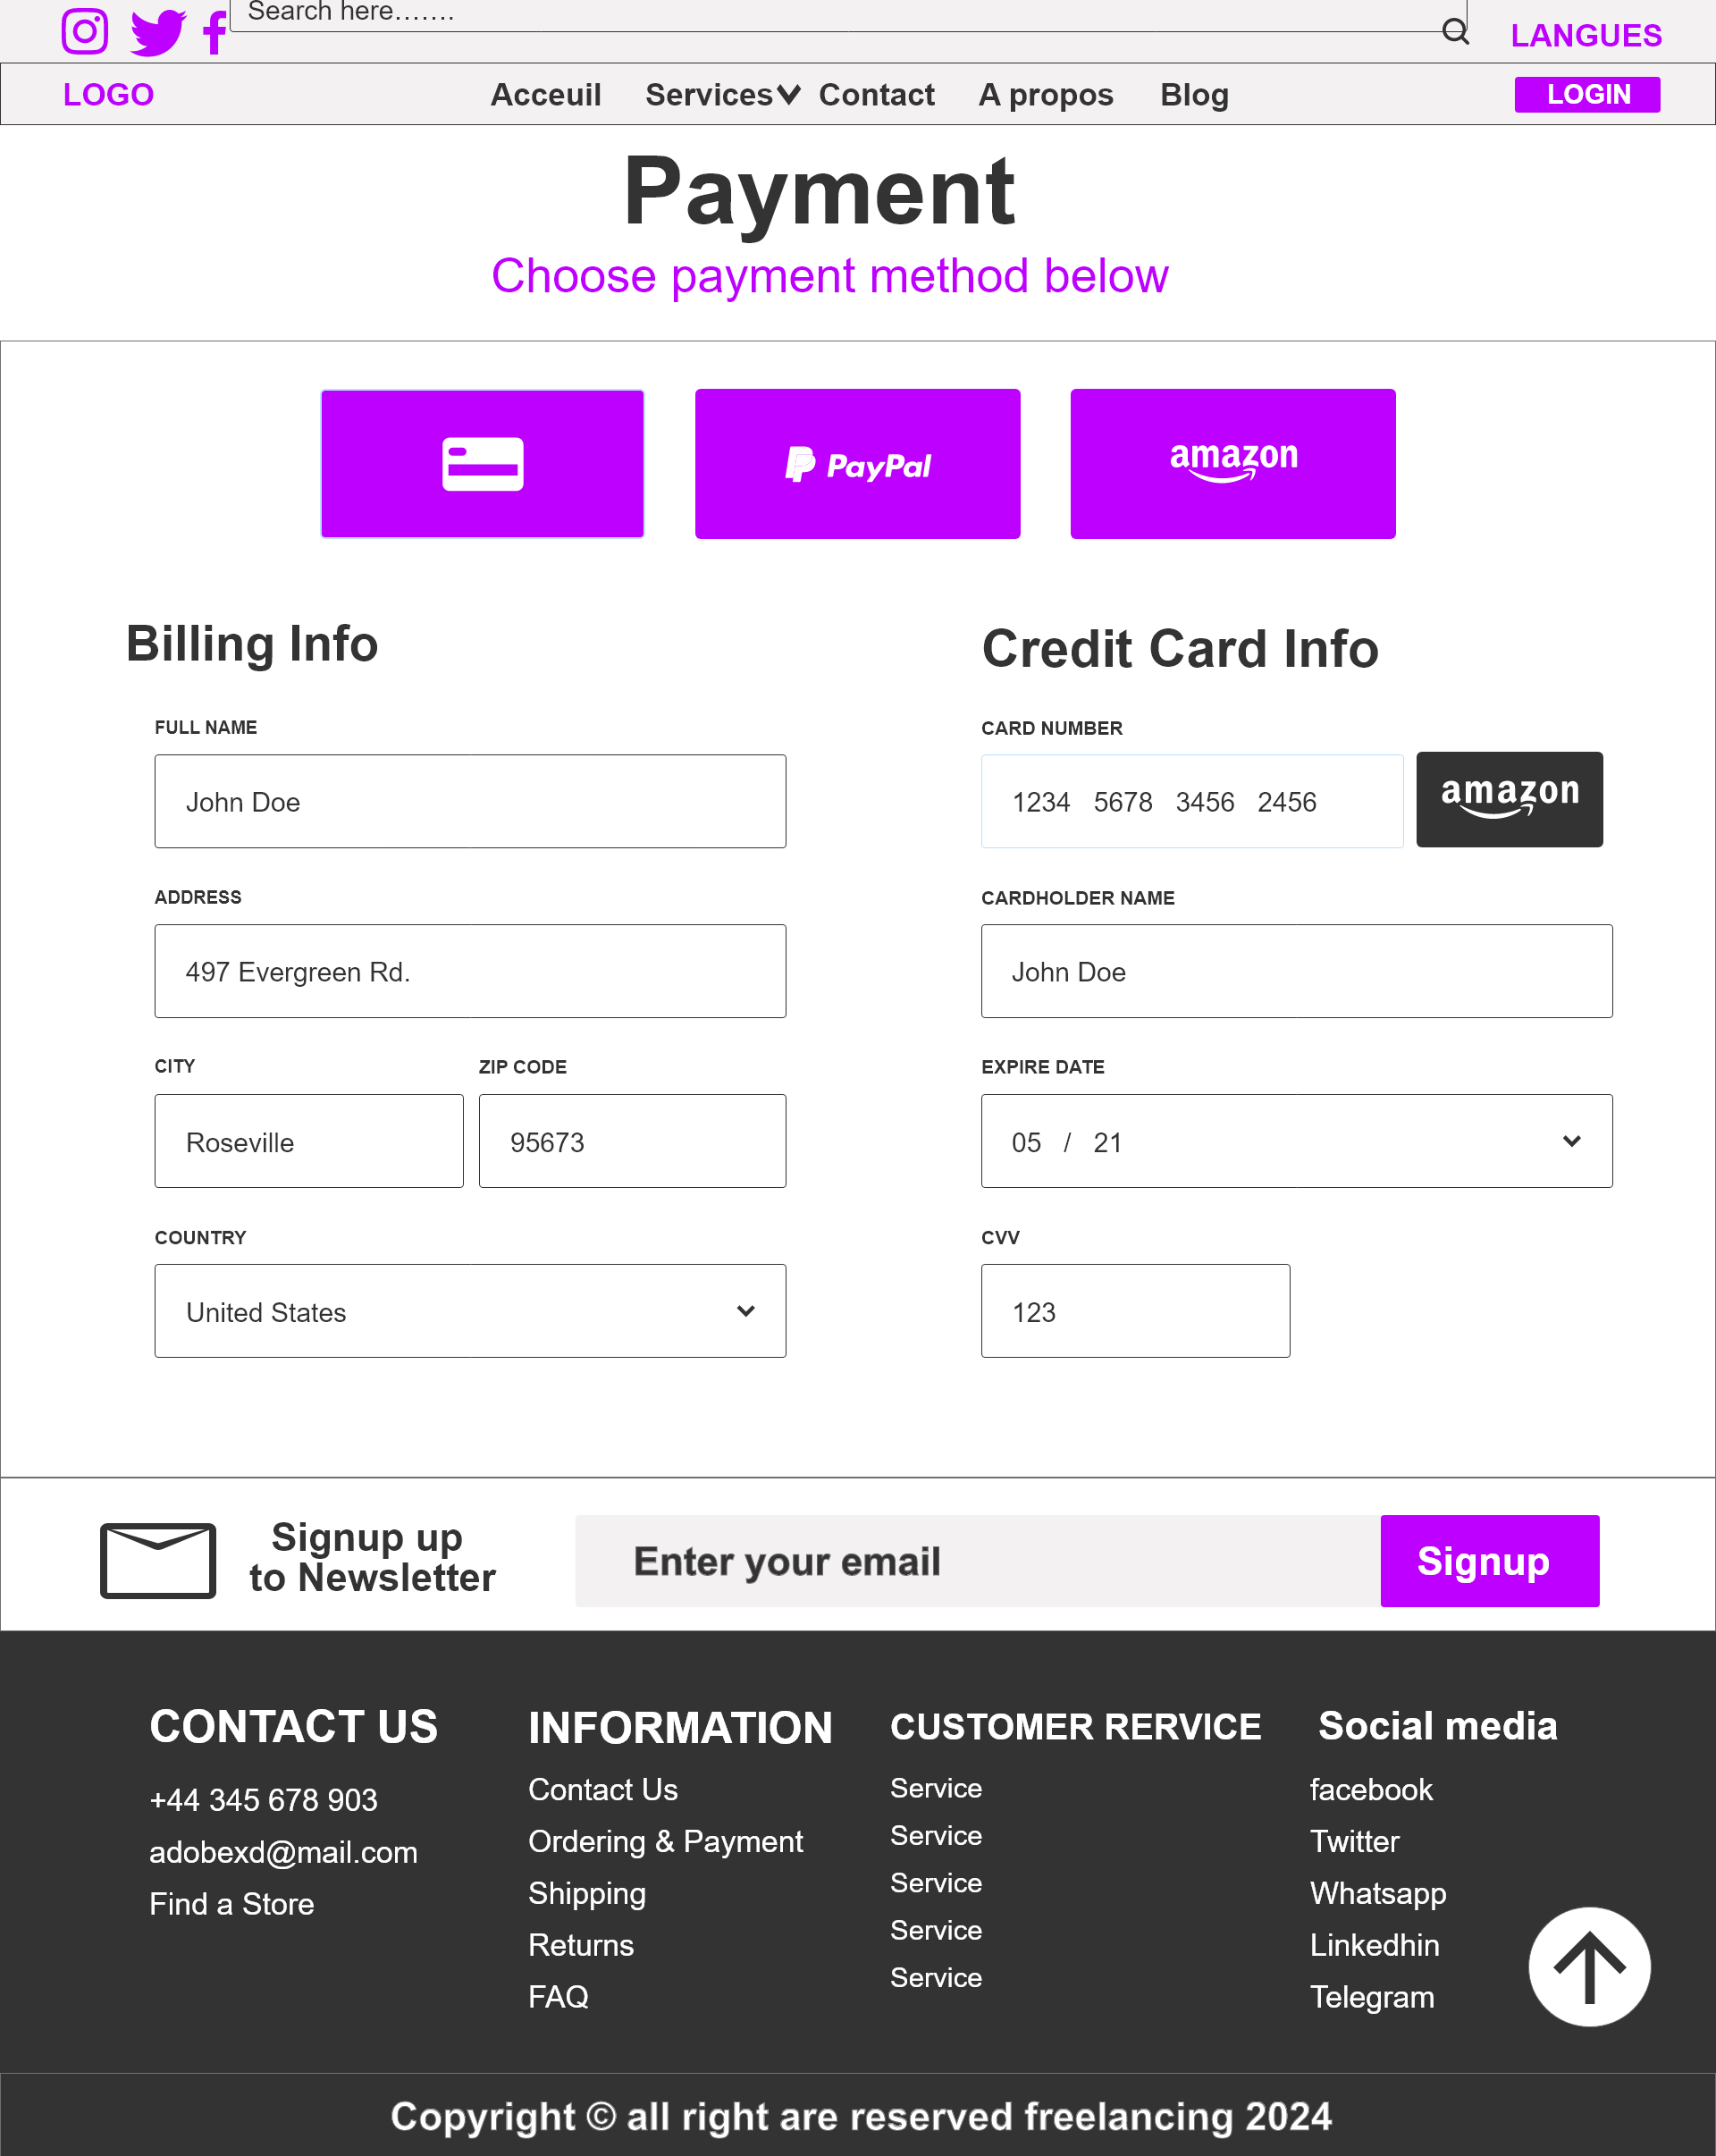 Search here.......
LANGUES
LOGO
Acceuil
Services
Contact
A propos
Blog
LOGIN
Payment
Choose payment method below
PayPal
amazon
Billing Info
FULL NAME
John Doe
ADDRESS
497 Evergreen Rd.
CITY
ZIP CODE
Roseville
95673
COUNTRY
United States
Credit Card Info
CARD NUMBER
1234 5678 3456 2456
amazon
CARDHOLDER NAME
John Doe
EXPIRE DATE
05 / 21
CVV
123
Signup up
to Newsletter
Enter your email
Signup
CONTACT US
+44 345 678 903
adobexd@mail.com
Find a Store
INFORMATION
Contact Us
Ordering & Payment
Shipping
Returns
FAQ
CUSTOMER RERVICE
Service
Service
Service
Service
Service
Social media
facebook
Twitter
Whatsapp
Linkedhin
Telegram
Copyright © all right are reserved freelancing 2024